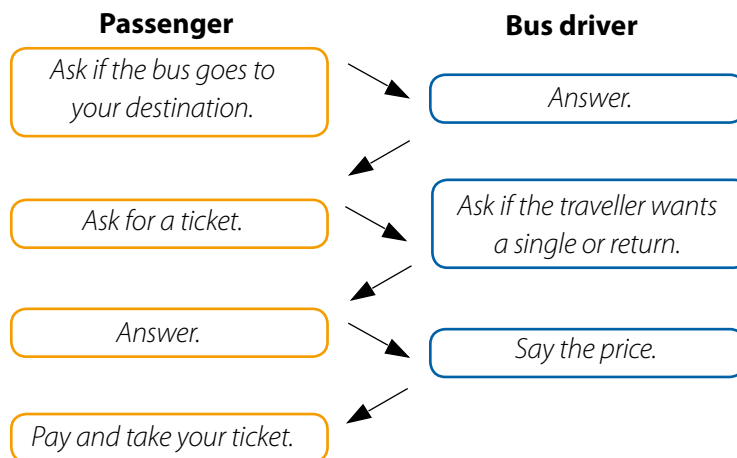 Passenger
Bus driver
Ask if the bus goes to
your destination.
Answer.
Ask for a ticket.
Ask if the traveller wants
a single or return.
Answer.
Say the price.
Pay and take your ticket.